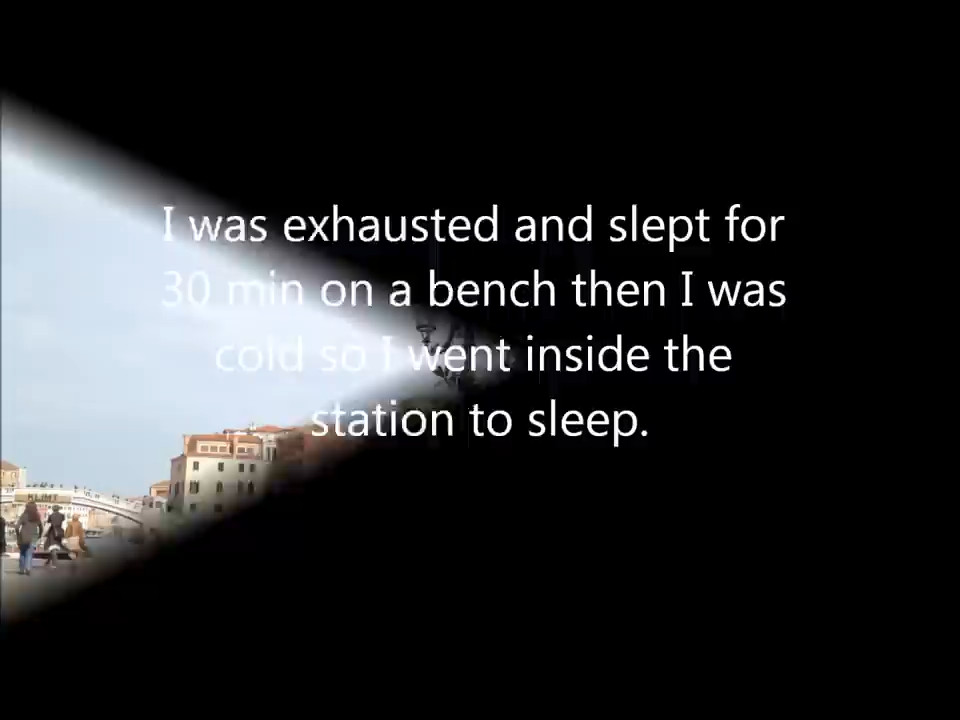 I was exhausted and slept for
30 min on a bench then I was
cold so I went inside the
station to sleep.
KLIMT